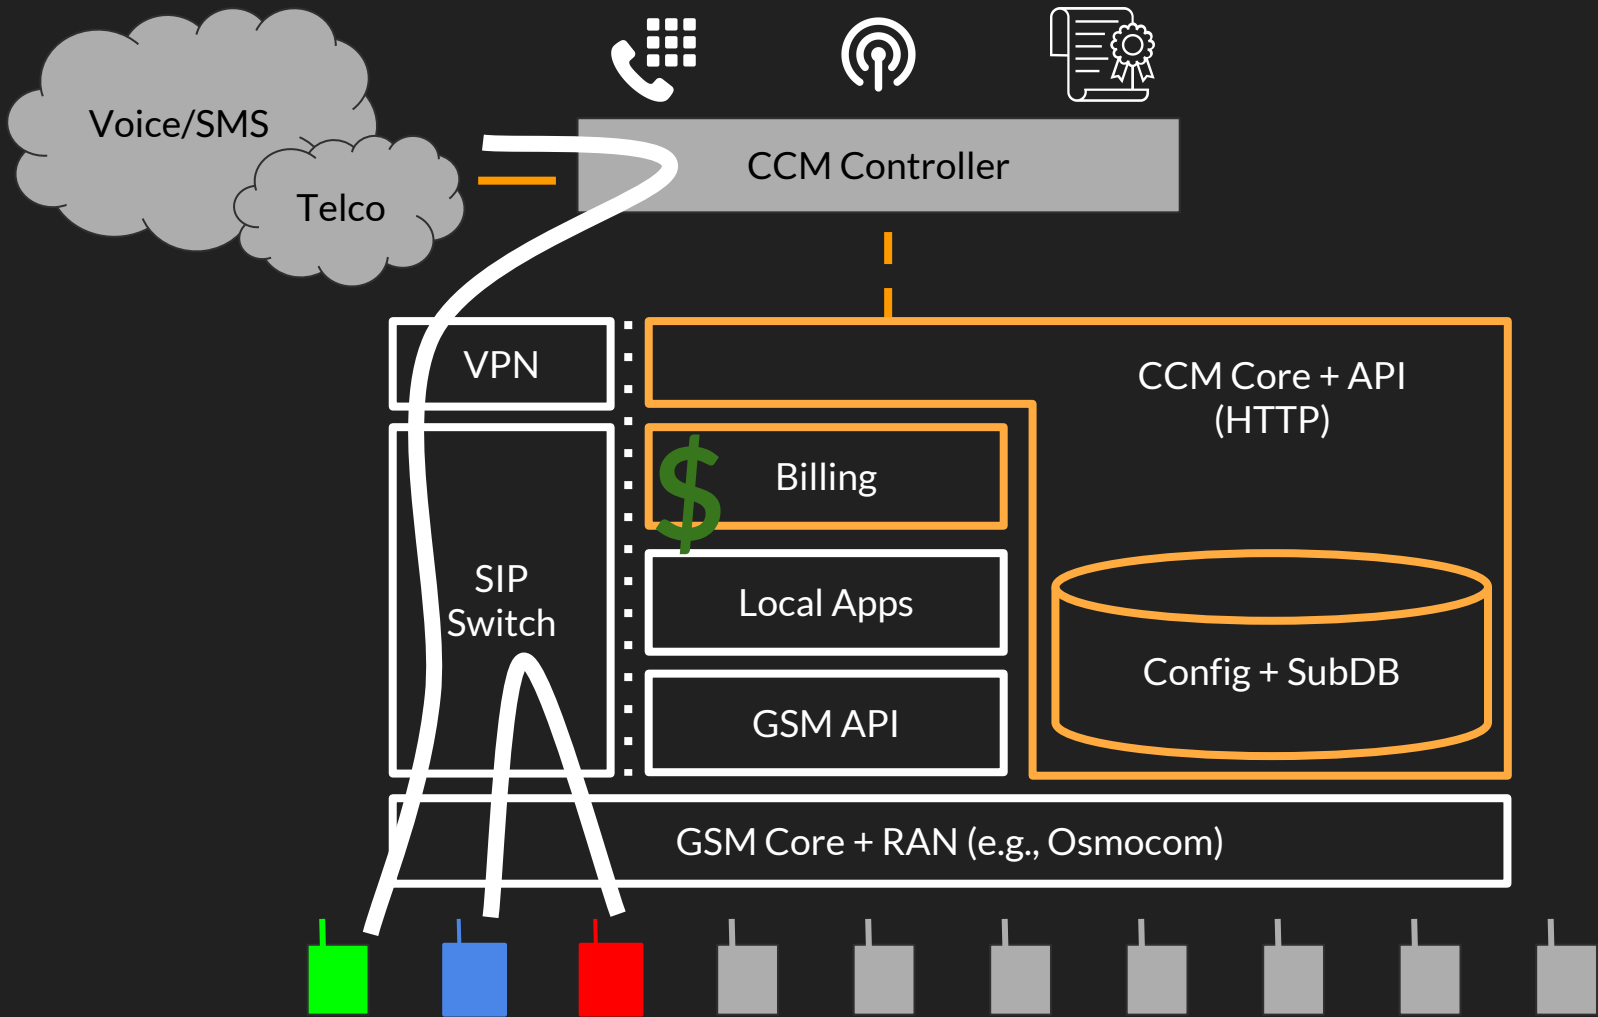 Voice/SMS
Telco
CCM Controller
VPN
CCM Core + API
(HTTP)
$
Billing
SIP
Switch
Local Apps
Config + SubDB
GSM API
GSM Core + RAN (e.g., Osmocom)